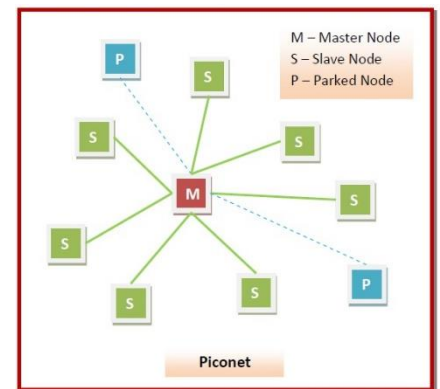 M – Master Node
S – Slave Node
P – Parked Node
P
S
S
S
M
S
S
S
S
P
Piconet